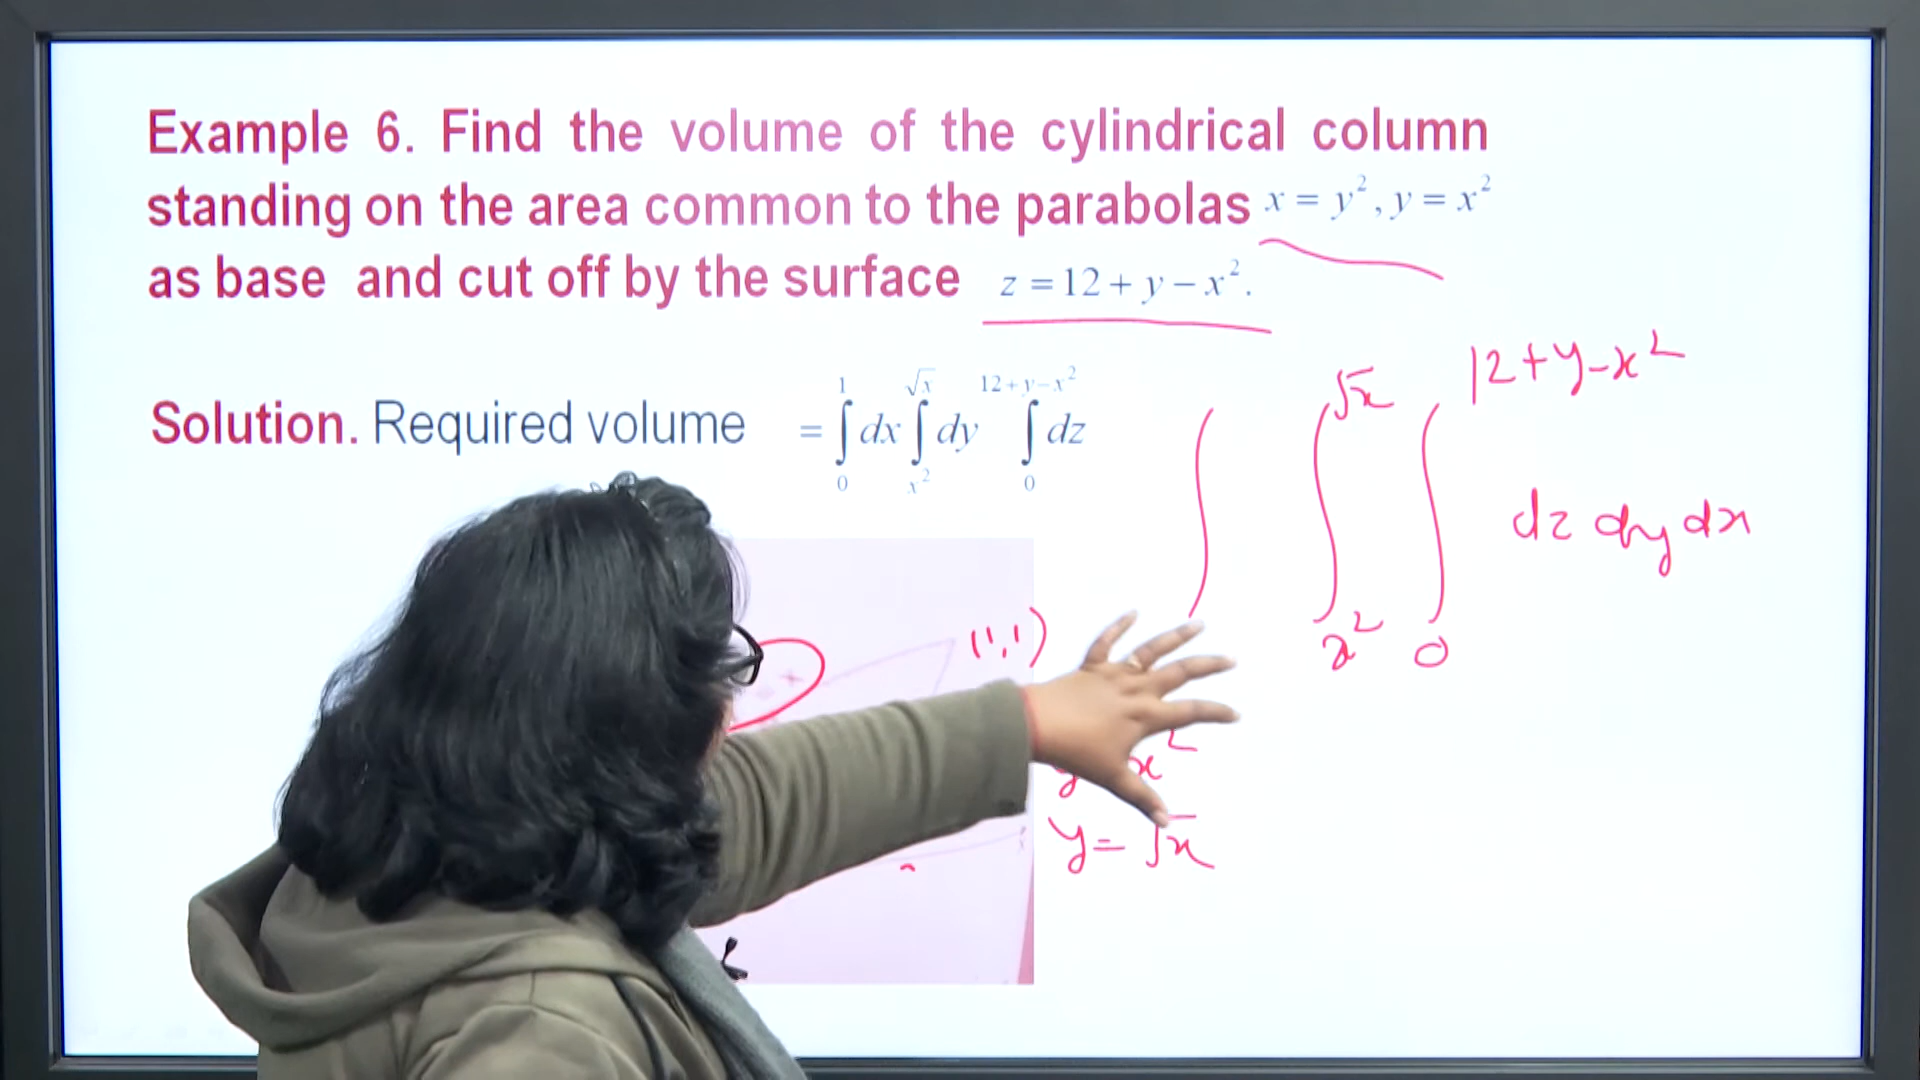 Example 6. Find the volume of the cylindrical column
standing on the area common to the parabolas x = y², y = x²
as base and cut off by the surface z = 12 + y − x².
Solution. Required volume = ∫₀¹ dx ∫_{x²}^{√x} dy ∫₀^{12+y−x²} dz
∫ ∫_{x²}^{√x} ∫₀^{12+y−x²} dz dy dx
(1,1)
x²
y = √x